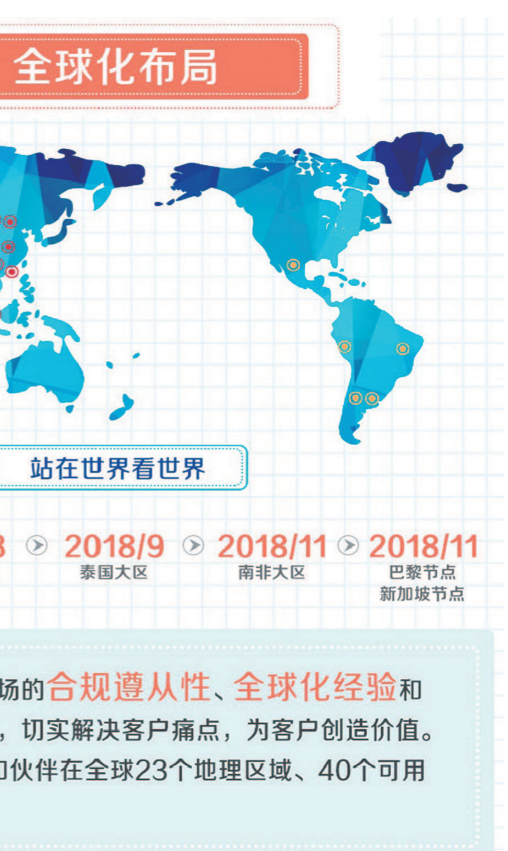 全球化布局
站在世界看世界
8 2018/9 2018/11 2018/11
泰国大区 南非大区 巴黎节点
新加坡节点
场的合规遵从性、全球化经验和
，切实解决客户痛点，为客户创造价值。
伙伴在全球23个地理区域、40个可用